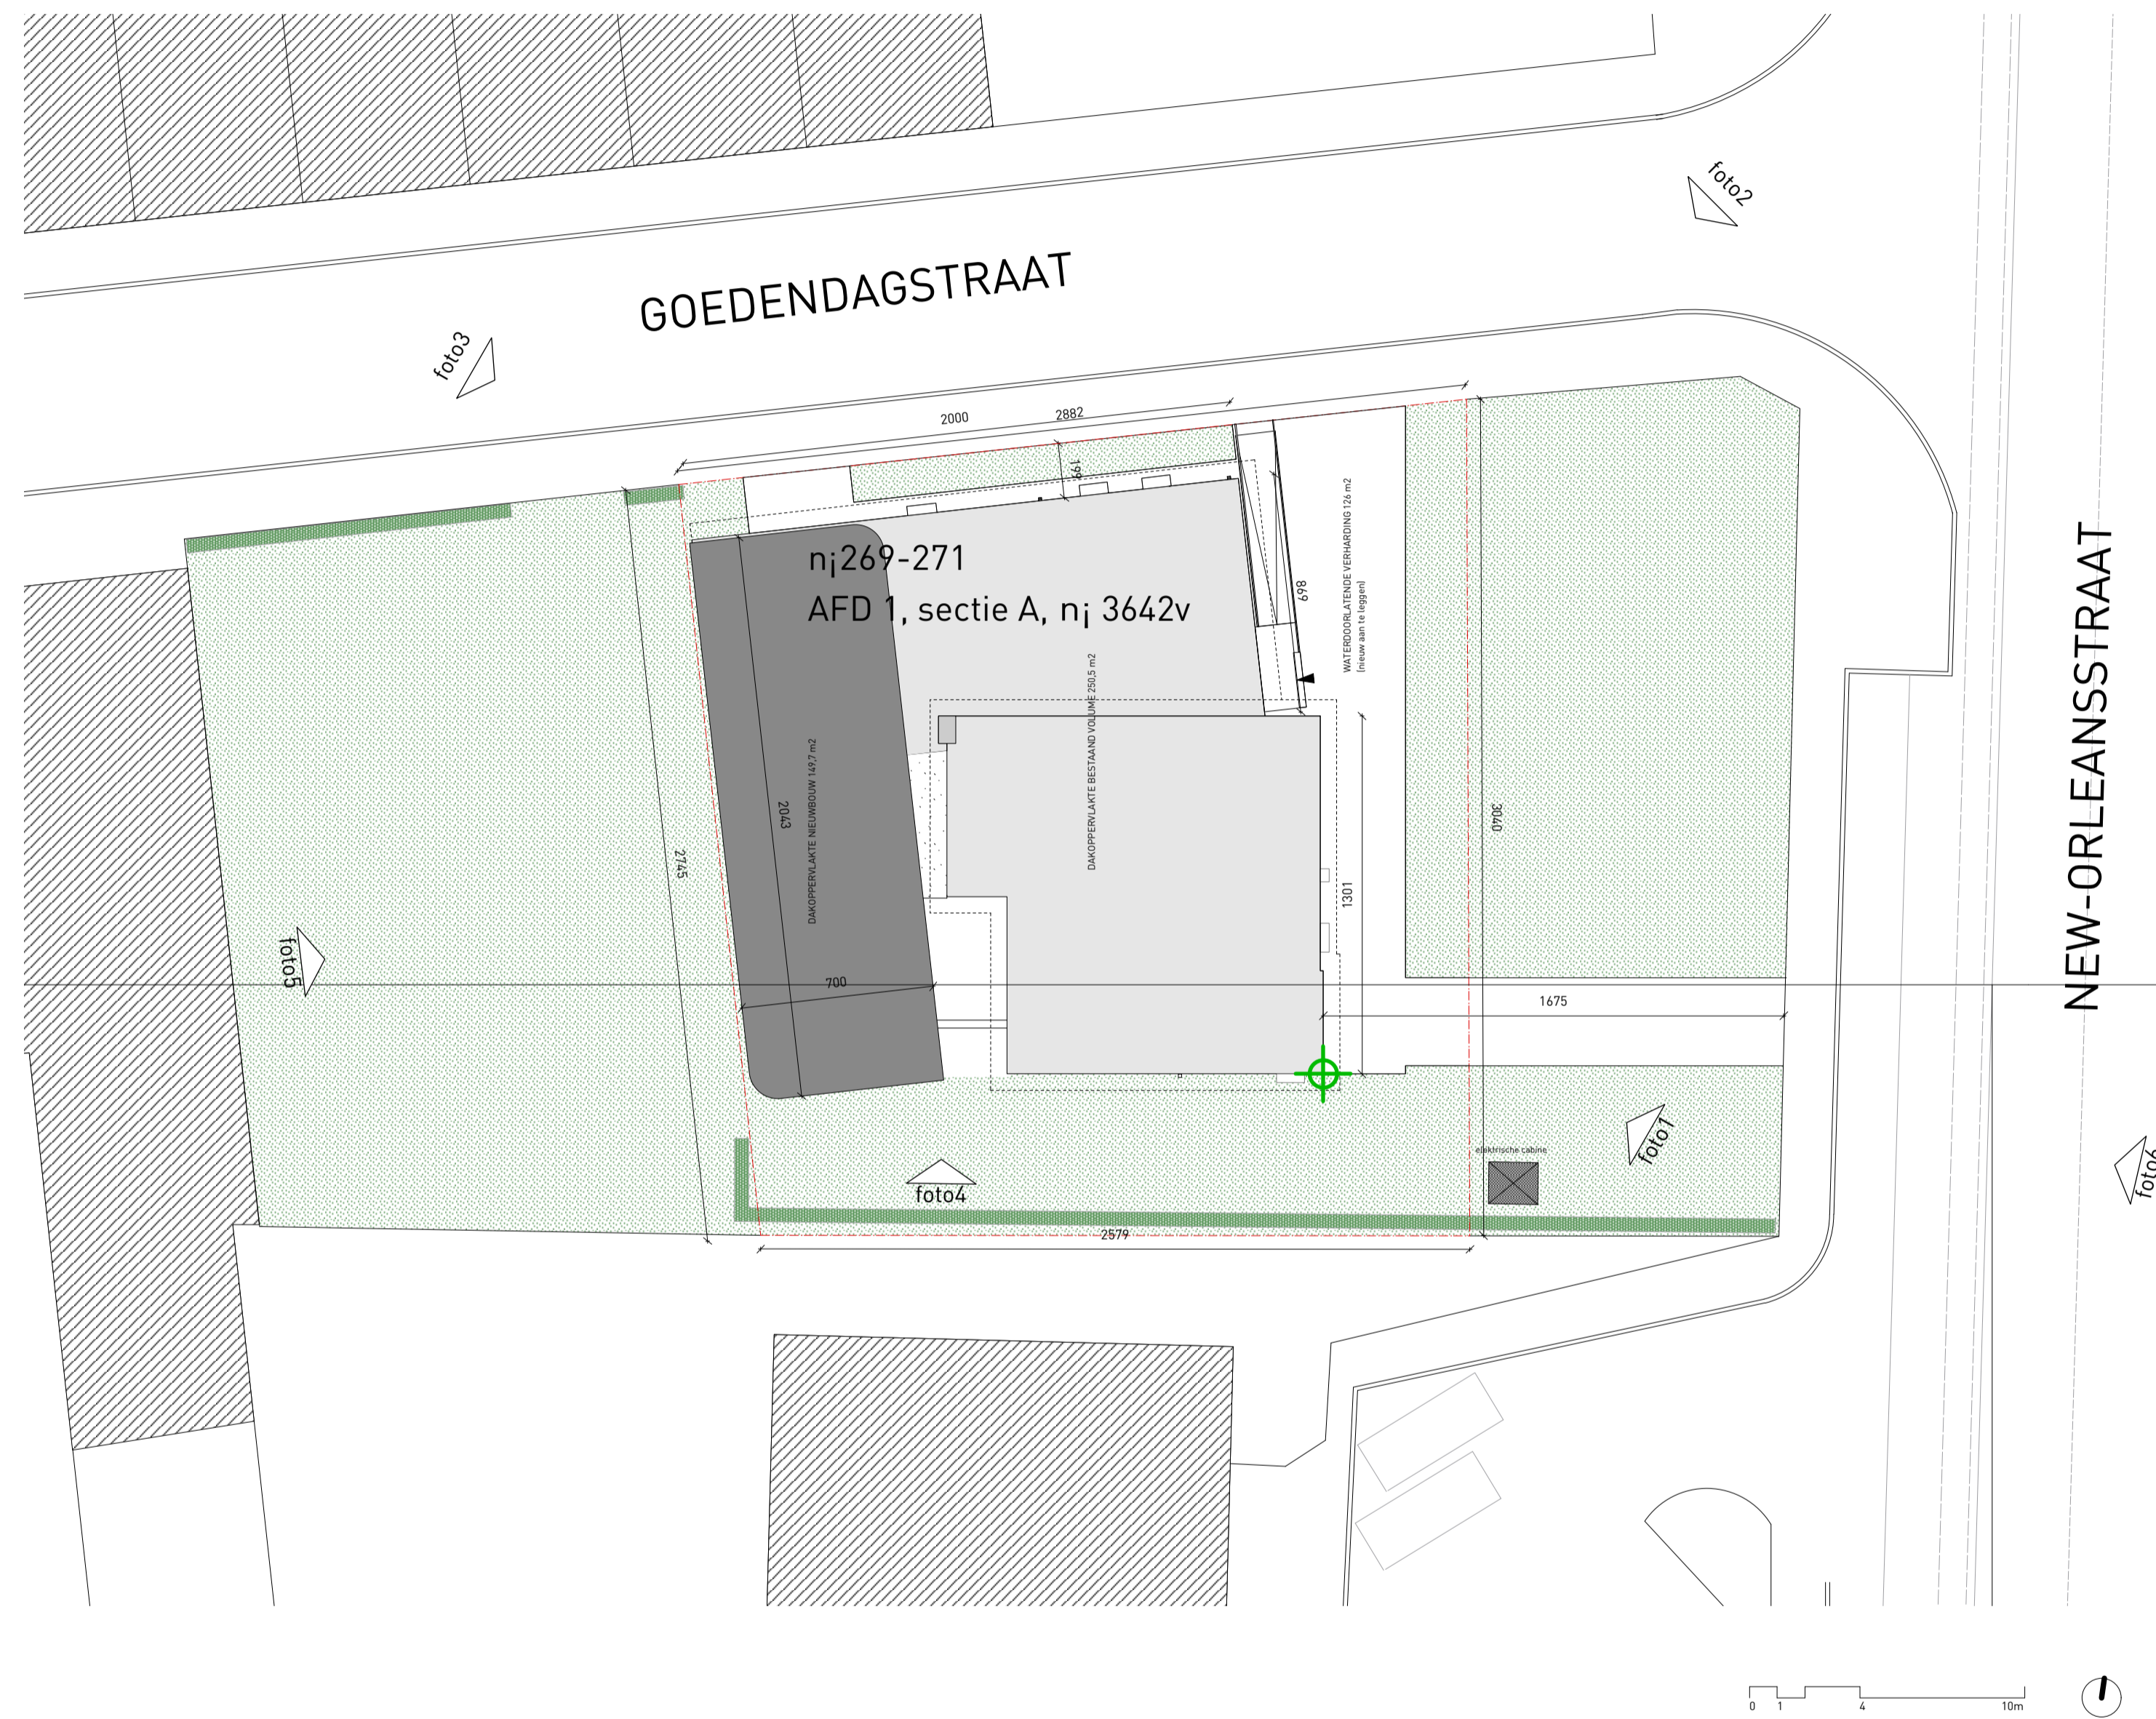 foto2
GOEDENDAGSTRAAT
foto3
2000
2882
199
n¡269-271
AFD 1, sectie A, n¡ 3642v
869
WATERDOORLATENDE VERHARDING 126 m2
(nieuw aan te leggen)
NEW-ORLEANSSTRAAT
DAKOPPERVLAKTE BESTAAND VOLUME 250,5 m2
DAKOPPERVLAKTE NIEUWBOUW 149,7 m2
2043
2745
3040
1301
foto5
700
1675
foto1
elektrische cabine
foto4
foto6
2579
0 1 4 10m